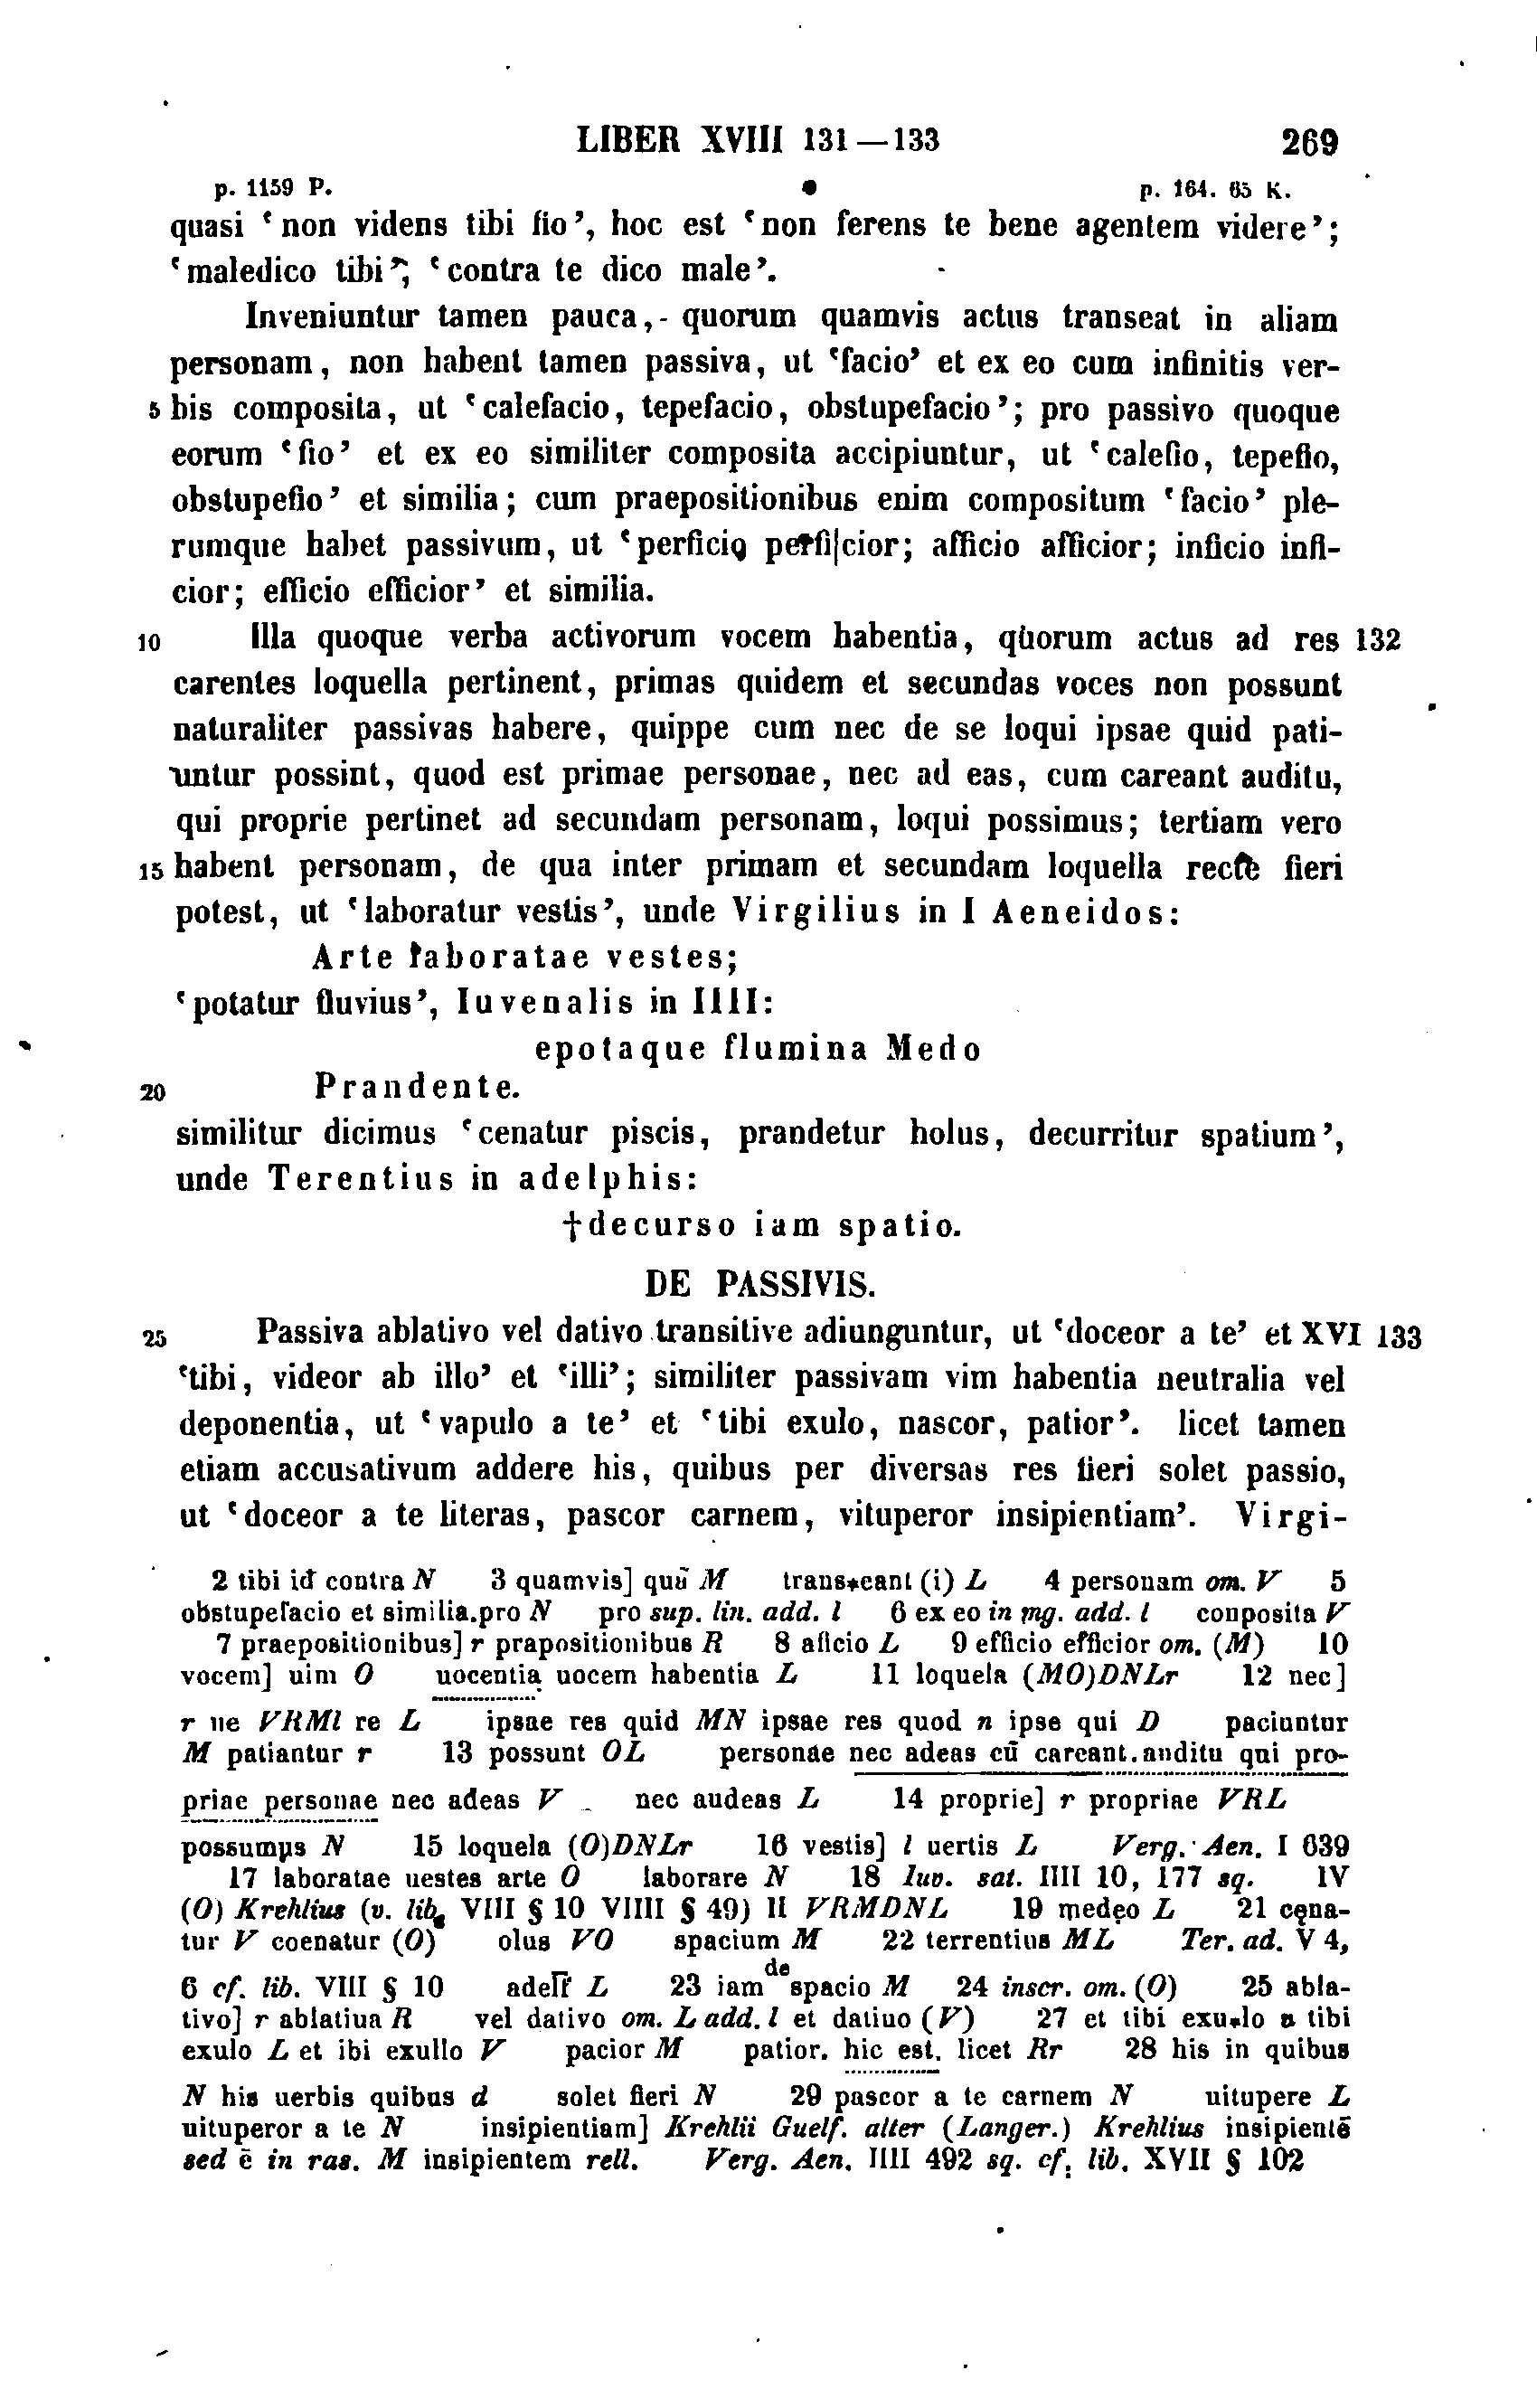 LIBER XVIII 131—133 269
p. 1159 P. p. 164. 65 K.
quasi ‘non videns tibi fio’, hoc est ‘non ferens te bene agentem videre’;
‘maledico tibi’, ‘contra te dico male’.
Inveniuntur tamen pauca, quorum quamvis actus transeat in aliam
personam, non habent tamen passiva, ut ‘facio’ et ex eo cum infinitis ver-
5 bis composita, ut ‘calefacio, tepefacio, obstupefacio’; pro passivo quoque
eorum ‘fio’ et ex eo similiter composita accipiuntur, ut ‘calefio, tepefio,
obstupefio’ et similia; cum praepositionibus enim compositum ‘facio’ ple-
rumque habet passivum, ut ‘perficio perfi|cior; afficio afficior; inficio infi-
cior; efficio efficior’ et similia.
10 Illa quoque verba activorum vocem habentia, quorum actus ad res 132
carentes loquella pertinent, primas quidem et secundas voces non possunt
naturaliter passivas habere, quippe cum nec de se loqui ipsae quid pati-
untur possint, quod est primae personae, nec ad eas, cum careant auditu,
qui proprie pertinet ad secundam personam, loqui possimus; tertiam vero
15 habent personam, de qua inter primam et secundam loquella recte fieri
potest, ut ‘laboratur vestis’, unde Virgilius in I Aeneidos:
Arte laboratae vestes;
‘potatur fluvius’, Iuvenalis in IIII:
epotaque flumina Medo
20 Prandente.
similitur dicimus ‘cenatur piscis, prandetur holus, decurritur spatium’,
unde Terentius in adelphis:
†decurso iam spatio.
DE PASSIVIS.
25 Passiva ablativo vel dativo transitive adiunguntur, ut ‘doceor a te’ et XVI 133
‘tibi, videor ab illo’ et ‘illi’; similiter passivam vim habentia neutralia vel
deponentia, ut ‘vapulo a te’ et ‘tibi exulo, nascor, patior’. licet tamen
etiam accusativum addere his, quibus per diversas res fieri solet passio,
ut ‘doceor a te literas, pascor carnem, vituperor insipientiam’. Virgi-
2 tibi id contra N 3 quamvis] quũ M trans*eant (i) L 4 personam om. V 5
obstupefacio et similia.pro N pro sup. lin. add. l 6 ex eo in mg. add. l conposita V
7 praepositionibus] r prapositionibus R 8 aficio L 9 efficio efficior om. (M) 10
vocem] uim O uocentia uocem habentia L 11 loquela (MO)DNLr 12 nec]
r ne VRMl re L ipsae res quid MN ipsae res quod n ipse qui D paciuntur
M patiantur r 13 possunt OL personae nec adeas cū careant.auditu qui pro-
priae personae nec adeas V nec audeas L 14 proprie] r propriae VRL
possumus N 15 loquela (O)DNLr 16 vestis] l uertis L Verg. Aen. I 639
17 laboratae uestes arte O laborare N 18 Iuv. sat. IIII 10, 177 sq. IV
(O) Krehlius (v. lib. VIII § 10 VIIII § 49) II VRMDNL 19 medẹo L 21 cęna-
tur V coenatur (O) olus VO spacium M 22 terrentius ML Ter. ad. V 4,
6 cf. lib. VIII § 10 adelf L 23 iam de spacio M 24 inscr. om. (O) 25 abla-
tivo] r ablatiua R vel dativo om. L add. l et datiuo (V) 27 et tibi exu*lo a tibi
exulo L et ibi exullo V pacior M patior. hic est. licet Rr 28 his in quibus
N his uerbis quibus d solet fieri N 29 pascor a te carnem N uitupere L
uituperor a te N insipientiam] Krehlii Guelf. alter (Langer.) Krehlius insipientē
sed ē in ras. M insipientem rell. Verg. Aen. IIII 492 sq. cf. lib. XVII § 102